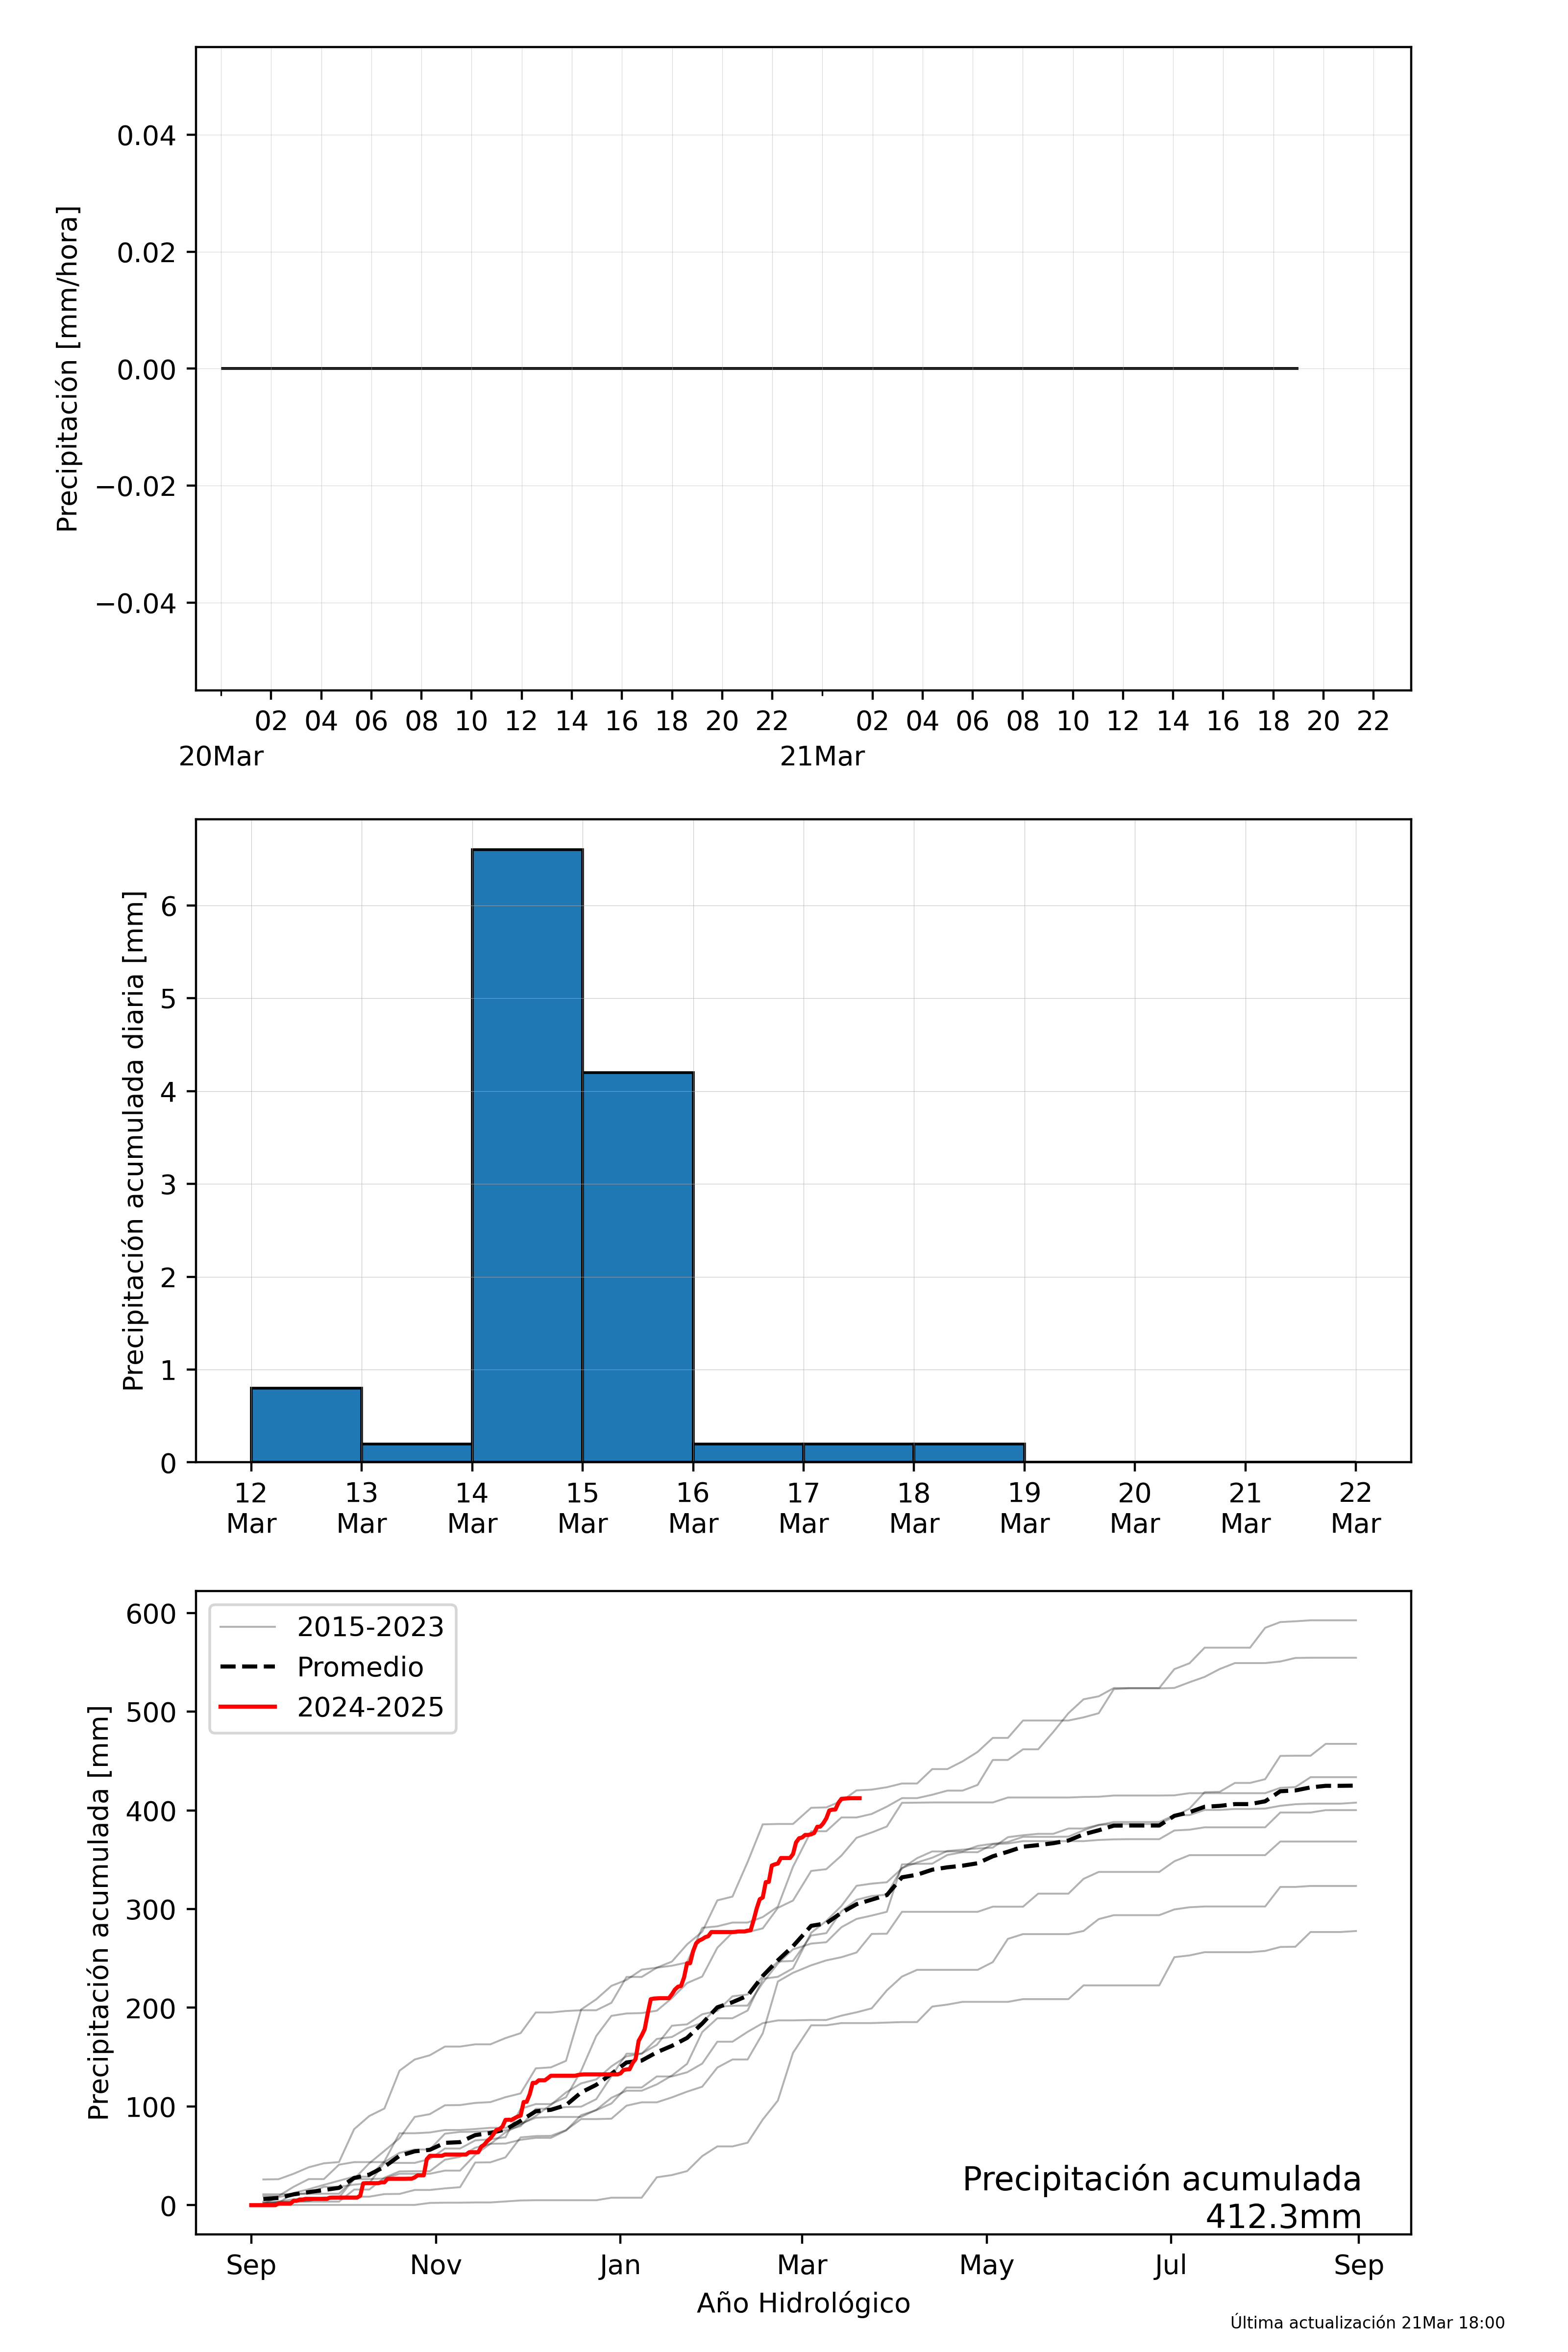 Precipitación [mm/hora]
0.04
0.02
0.00
−0.02
−0.04
02 04 06 08 10 12 14 16 18 20 22 02 04 06 08 10 12 14 16 18 20 22
20Mar 21Mar
Precipitación acumulada diaria [mm]
6
5
4
3
2
1
0
12 13 14 15 16 17 18 19 20 21 22
Mar Mar Mar Mar Mar Mar Mar Mar Mar Mar Mar
Precipitación acumulada [mm]
600
500
400
300
200
100
0
2015-2023
Promedio
2024-2025
Precipitación acumulada
412.3mm
Sep Nov Jan Mar May Jul Sep
Año Hidrológico
Última actualización 21Mar 18:00